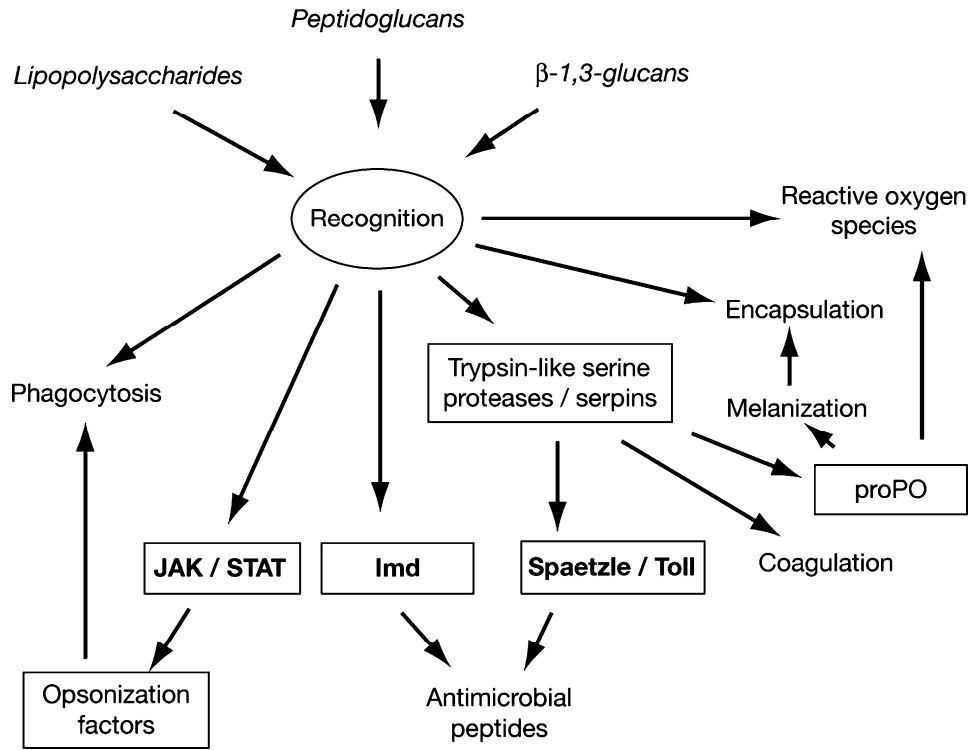 Peptidoglucans
Lipopolysaccharides
β-1,3-glucans
Recognition
Reactive oxygen
species
Encapsulation
Trypsin-like serine
proteases / serpins
Phagocytosis
Melanization
proPO
JAK / STAT
Imd
Spaetzle / Toll
Coagulation
Opsonization
factors
Antimicrobial
peptides